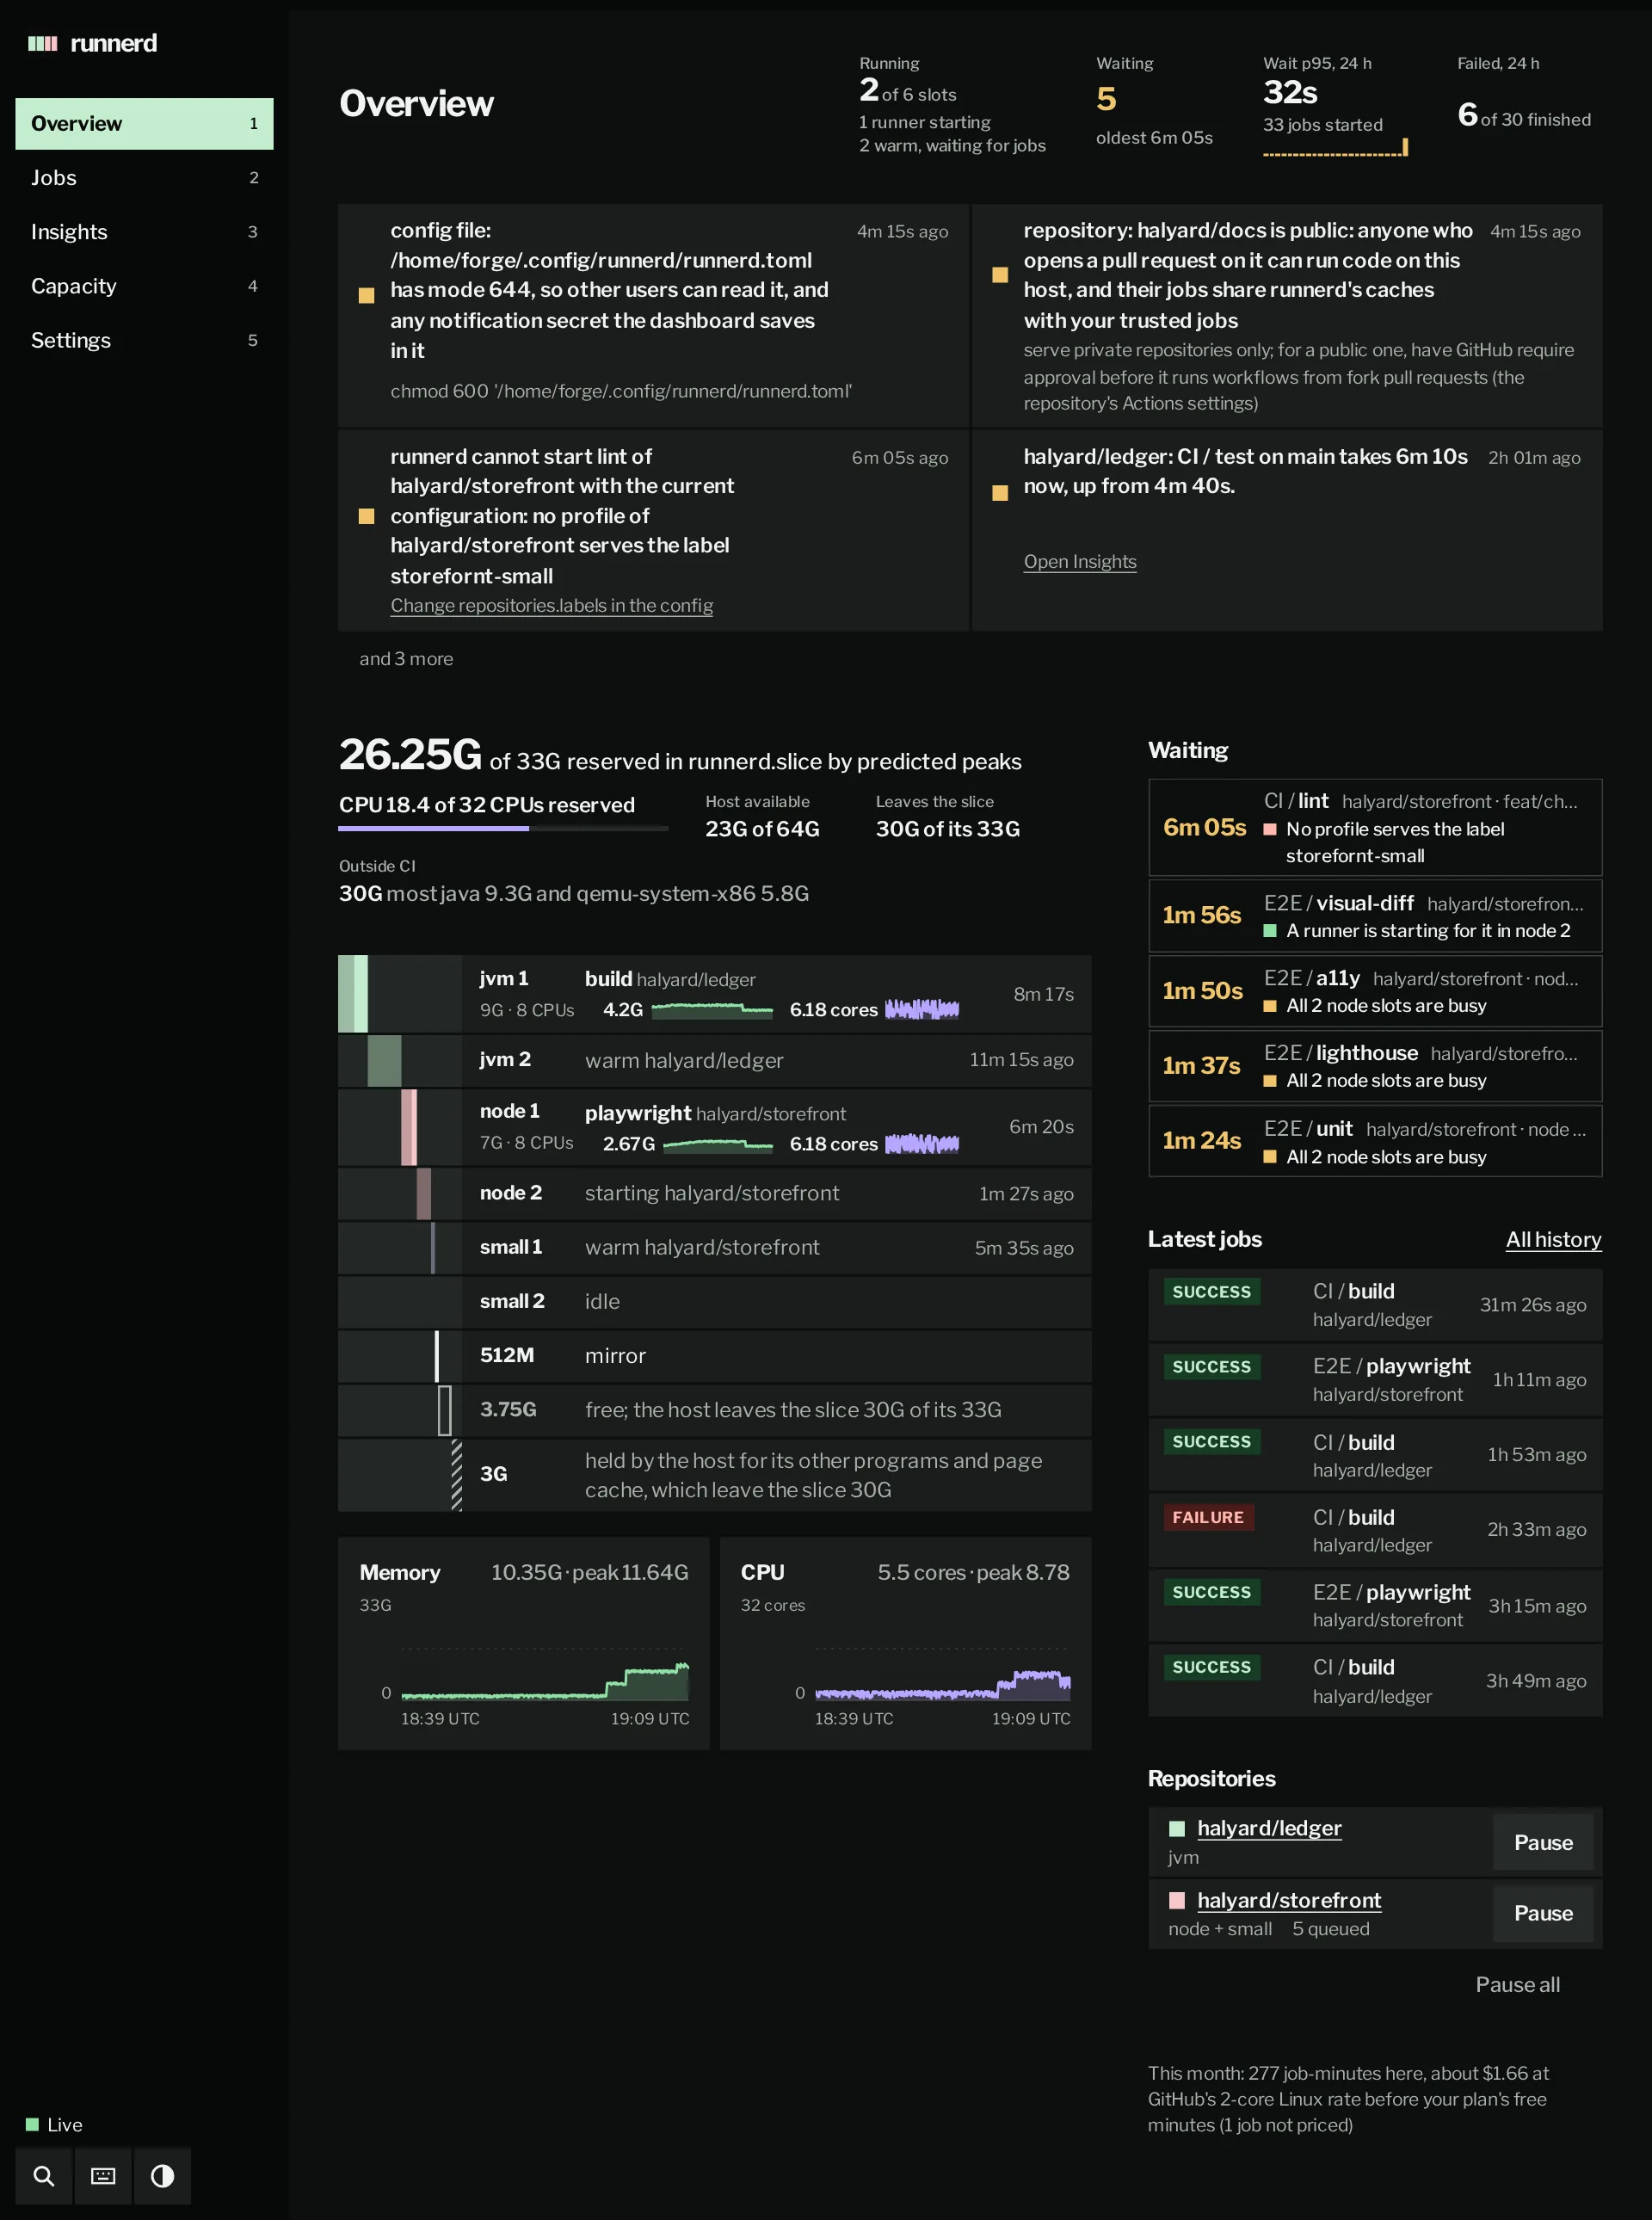 runnerd
Overview 1
Jobs 2
Insights 3
Capacity 4
Settings 5
Live
Overview
Running
2 of 6 slots
1 runner starting
2 warm, waiting for jobs
Waiting
5
oldest 6m 05s
Wait p95, 24 h
32s
33 jobs started
Failed, 24 h
6 of 30 finished
config file:
/home/forge/.config/runnerd/runnerd.toml
has mode 644, so other users can read it, and
any notification secret the dashboard saves
in it
4m 15s ago
chmod 600 '/home/forge/.config/runnerd/runnerd.toml'
repository: halyard/docs is public: anyone who
opens a pull request on it can run code on this
host, and their jobs share runnerd's caches
with your trusted jobs
4m 15s ago
serve private repositories only; for a public one, have GitHub require
approval before it runs workflows from fork pull requests (the
repository's Actions settings)
runnerd cannot start lint of
halyard/storefront with the current
configuration: no profile of
halyard/storefront serves the label
storefornt-small
6m 05s ago
Change repositories.labels in the config
halyard/ledger: CI / test on main takes 6m 10s
now, up from 4m 40s.
2h 01m ago
Open Insights
and 3 more
26.25G of 33G reserved in runnerd.slice by predicted peaks
CPU 18.4 of 32 CPUs reserved
Host available
23G of 64G
Leaves the slice
30G of its 33G
Outside CI
30G most java 9.3G and qemu-system-x86 5.8G
jvm 1 build halyard/ledger 8m 17s
9G · 8 CPUs 4.2G 6.18 cores
jvm 2 warm halyard/ledger 11m 15s ago
node 1 playwright halyard/storefront 6m 20s
7G · 8 CPUs 2.67G 6.18 cores
node 2 starting halyard/storefront 1m 27s ago
small 1 warm halyard/storefront 5m 35s ago
small 2 idle
512M mirror
3.75G free; the host leaves the slice 30G of its 33G
3G held by the host for its other programs and page
cache, which leave the slice 30G
Memory 10.35G · peak 11.64G
33G
0
18:39 UTC 19:09 UTC
CPU 5.5 cores · peak 8.78
32 cores
0
18:39 UTC 19:09 UTC
Waiting
6m 05s CI / lint halyard/storefront · feat/ch...
No profile serves the label
storefornt-small
1m 56s E2E / visual-diff halyard/storefron...
A runner is starting for it in node 2
1m 50s E2E / a11y halyard/storefront · nod...
All 2 node slots are busy
1m 37s E2E / lighthouse halyard/storefro...
All 2 node slots are busy
1m 24s E2E / unit halyard/storefront · node ...
All 2 node slots are busy
Latest jobs All history
SUCCESS CI / build 31m 26s ago
halyard/ledger
SUCCESS E2E / playwright 1h 11m ago
halyard/storefront
SUCCESS CI / build 1h 53m ago
halyard/ledger
FAILURE CI / build 2h 33m ago
halyard/ledger
SUCCESS E2E / playwright 3h 15m ago
halyard/storefront
SUCCESS CI / build 3h 49m ago
halyard/ledger
Repositories
halyard/ledger Pause
jvm
halyard/storefront Pause
node + small 5 queued
Pause all
This month: 277 job-minutes here, about $1.66 at
GitHub's 2-core Linux rate before your plan's free
minutes (1 job not priced)